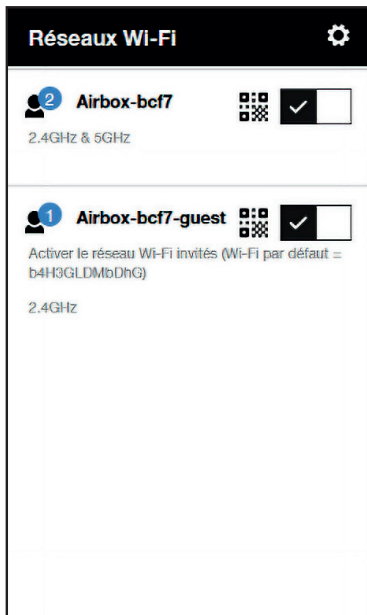 Réseaux Wi-Fi
2
Airbox-bcf7
2.4GHz & 5GHz
1
Airbox-bcf7-guest
Activer le réseau Wi-Fi invités (Wi-Fi par défaut =
b4H3GLDMbDhG)
2.4GHz